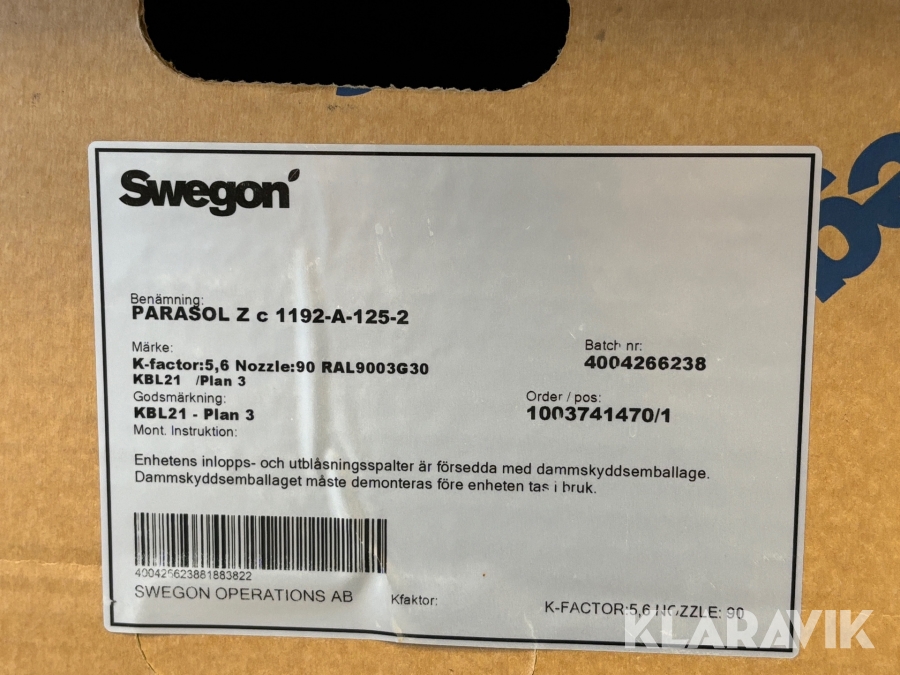 Swegon
Benämning:
PARASOL Z c 1192-A-125-2
Märke:
K-factor:5,6 Nozzle:90 RAL9003G30
KBL21 /Plan 3
Godsmärkning:
KBL21 - Plan 3
Mont. Instruktion:
Batch nr:
4004266238
Order / pos:
1003741470/1
Enhetens inlopps- och utblåsningsspalter är försedda med dammskyddsemballage.
Dammskyddsemballaget måste demonteras före enheten tas i bruk.
400426623881883822
SWEGON OPERATIONS AB
Kfaktor:
K-FACTOR:5,6 NOZZLE: 90
KLARAVIK